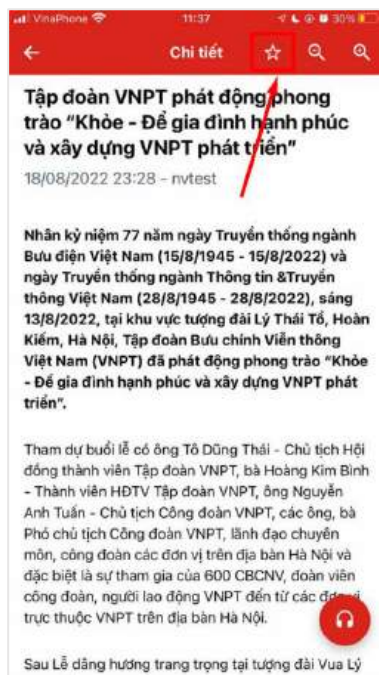 VinaPhone 11:37 30%
Chi tiết
Tập đoàn VNPT phát động phong
trào “Khỏe - Để gia đình hạnh phúc
và xây dựng VNPT phát triển”
18/08/2022 23:28 - nvtest
Nhân kỷ niệm 77 năm ngày Truyền thống ngành
Bưu điện Việt Nam (15/8/1945 - 15/8/2022) và
ngày Truyền thống ngành Thông tin &Truyền
thông Việt Nam (28/8/1945 - 28/8/2022), sáng
13/8/2022, tại khu vực tượng đài Lý Thái Tổ, Hoàn
Kiếm, Hà Nội, Tập đoàn Bưu chính Viễn thông
Việt Nam (VNPT) đã phát động phong trào “Khỏe
- Để gia đình hạnh phúc và xây dựng VNPT phát
triển”.
Tham dự buổi lễ có ông Tô Dũng Thái - Chủ tịch Hội
đồng thành viên Tập đoàn VNPT, bà Hoàng Kim Bình
- Thành viên HĐTV Tập đoàn VNPT, ông Nguyễn
Anh Tuấn - Chủ tịch Công đoàn VNPT, các ông, bà
Phó chủ tịch Công đoàn VNPT, lãnh đạo chuyên
môn, công đoàn các đơn vị trên địa bàn Hà Nội và
đặc biệt là sự tham gia của 600 CBCNV, đoàn viên
công đoàn, người lao động VNPT đến từ các đơn vị
trực thuộc VNPT trên địa bàn Hà Nội.
Sau Lễ dâng hương trang trọng tại tượng đài Vua Lý